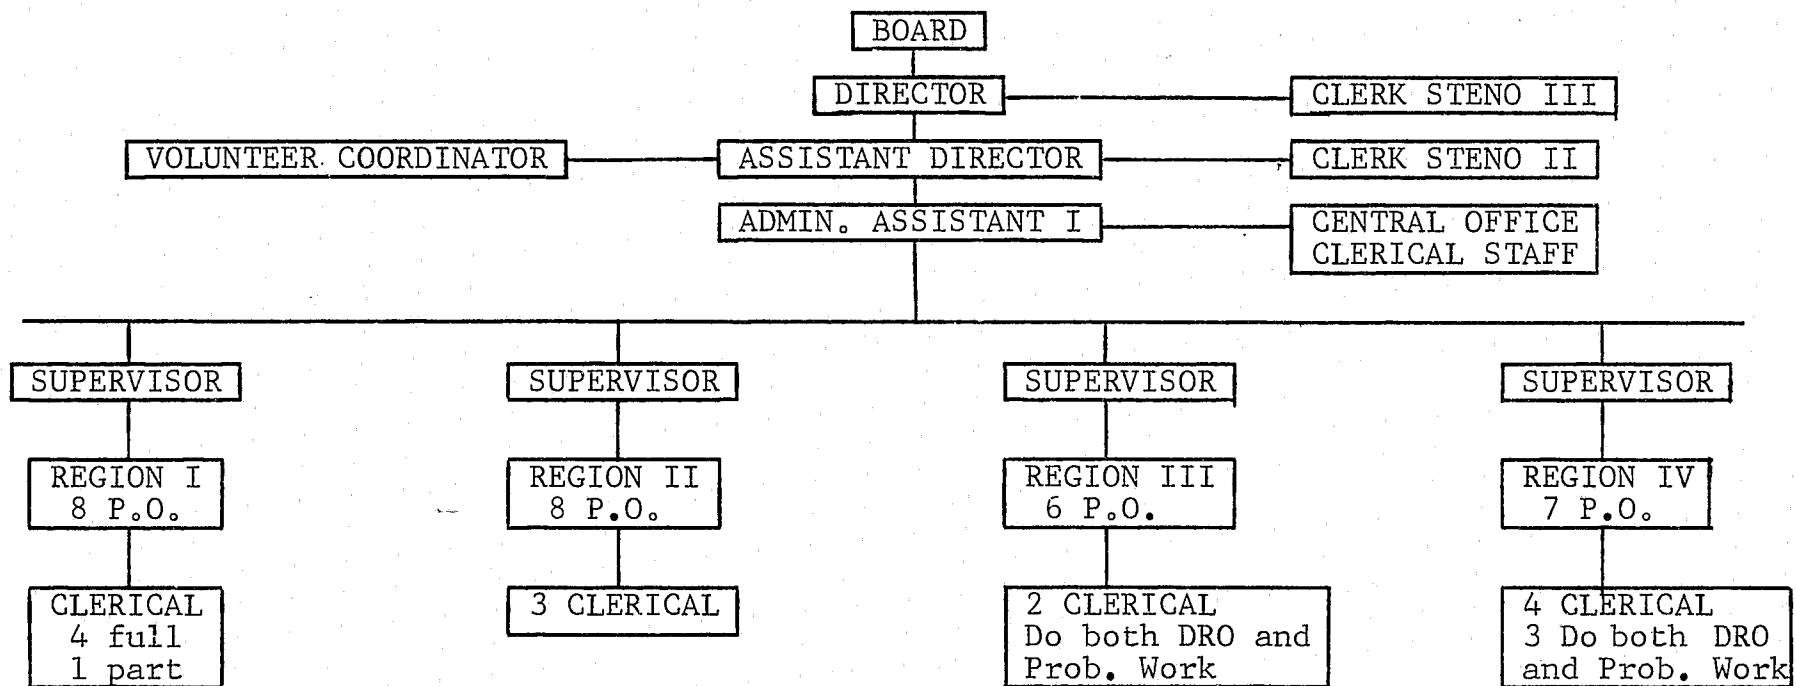 BOARD
DIRECTOR
CLERK STENO III
VOLUNTEER COORDINATOR
ASSISTANT DIRECTOR
CLERK STENO II
ADMIN. ASSISTANT I
CENTRAL OFFICE
CLERICAL STAFF
SUPERVISOR
SUPERVISOR
SUPERVISOR
SUPERVISOR
REGION I
8 P.O.
REGION II
8 P.O.
REGION III
6 P.O.
REGION IV
7 P.O.
CLERICAL
4 full
1 part
3 CLERICAL
2 CLERICAL
Do both DRO and
Prob. Work
4 CLERICAL
3 Do both DRO
and Prob. Work